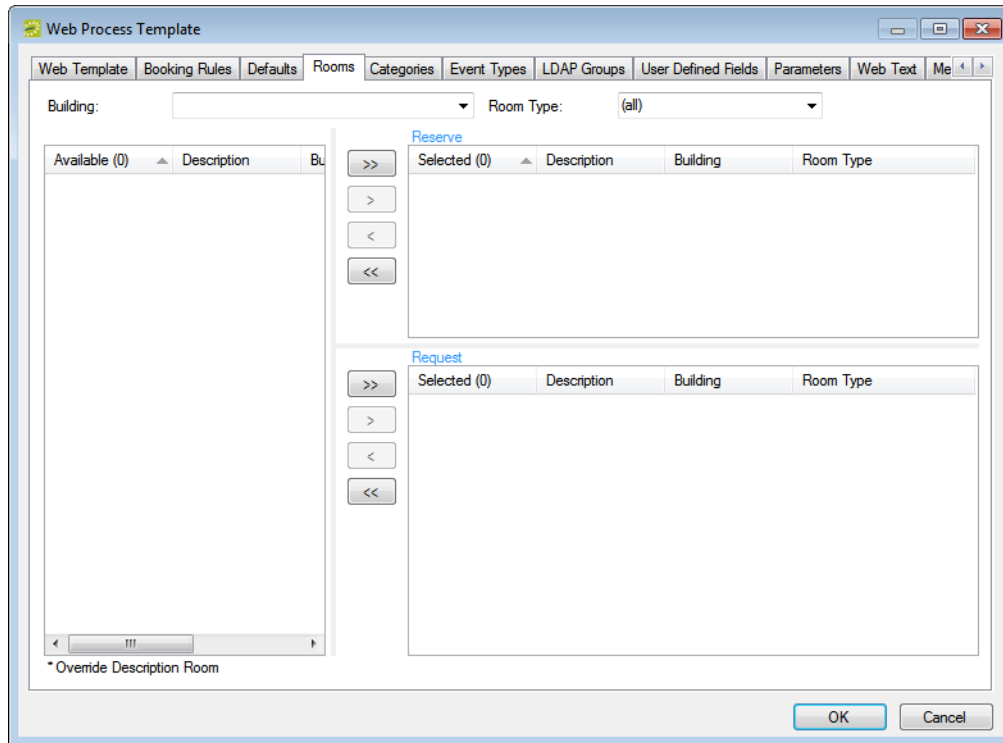 Web Process Template
Web Template Booking Rules Defaults Rooms Categories Event Types LDAP Groups User Defined Fields Parameters Web Text Me
Building: Room Type: (all)
Reserve
Available (0) Description Bu >> Selected (0) Description Building Room Type
>
<
<<
Request
>> Selected (0) Description Building Room Type
>
<
<<
* Override Description Room
OK Cancel